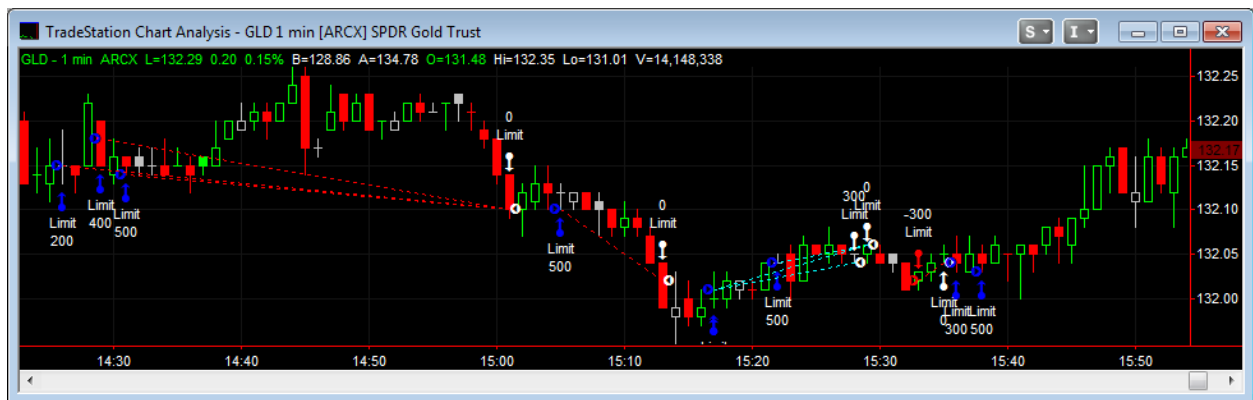 TradeStation Chart Analysis - GLD 1 min [ARCX] SPDR Gold Trust
S
I
GLD - 1 min ARCX L=132.29 0.20 0.15% B=128.86 A=134.78 O=131.48 Hi=132.35 Lo=131.01 V=14,148,338
132.25
132.20
132.17
132.15
132.10
132.05
132.00
Limit
200
Limit
400
Limit
500
0
Limit
Limit
500
0
Limit
Limit
500
300
Limit
0
Limit
-300
Limit
Limit
0
Limit
300
Limit
500
14:30
14:40
14:50
15:00
15:10
15:20
15:30
15:40
15:50